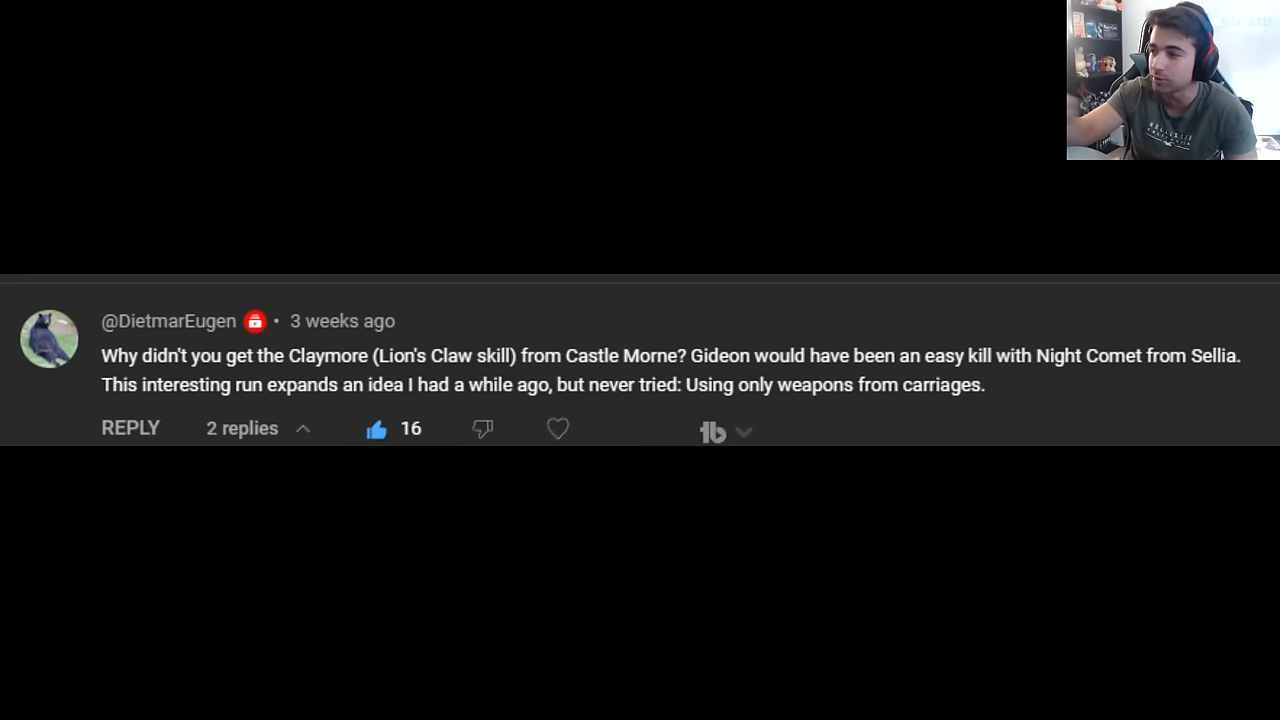 @DietmarEugen • 3 weeks ago
Why didn't you get the Claymore (Lion's Claw skill) from Castle Morne? Gideon would have been an easy kill with Night Comet from Sellia.
This interesting run expands an idea I had a while ago, but never tried: Using only weapons from carriages.
REPLY 2 replies 16